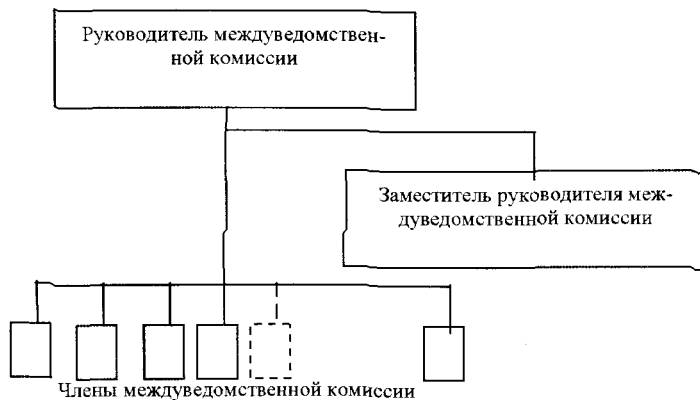 Руководитель междуведомствен-
ной комиссии
Заместитель руководителя меж-
дуведомственной комиссии
Члены междуведомственной комиссии